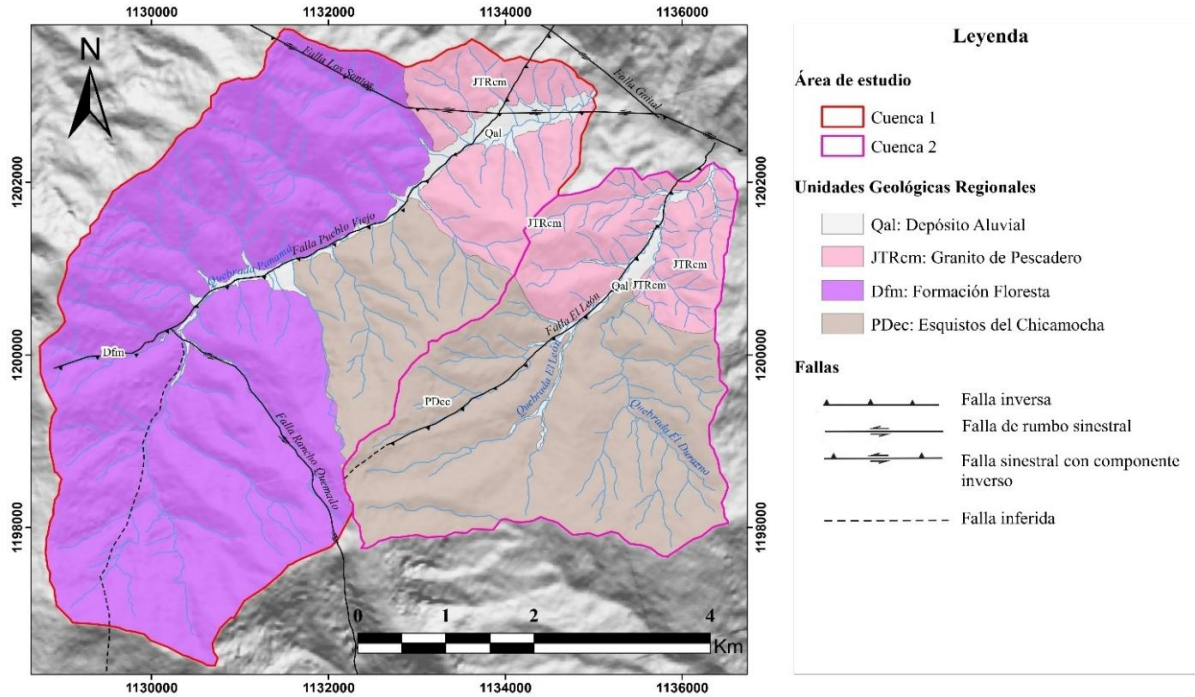 1130000
1132000
1134000
1136000
N
Falla Los Santos
Falla Gaital
JTRcm
Qal
1202000
1202000
JTRcm
Falla Pueblo Viejo
Quebrada Panamá
JTRcm
Qal
JTRcm
Falla El León
1200000
1200000
Dfm
PDec
Quebrada El León
Quebrada El Durazno
Falla Rancho Quemado
1198000
1198000
0
1
2
4
Km
1130000
1132000
1134000
1136000
Leyenda
Área de estudio
Cuenca 1
Cuenca 2
Unidades Geológicas Regionales
Qal: Depósito Aluvial
JTRcm: Granito de Pescadero
Dfm: Formación Floresta
PDec: Esquistos del Chicamocha
Fallas
Falla inversa
Falla de rumbo sinestral
Falla sinestral con componente
inverso
Falla inferida